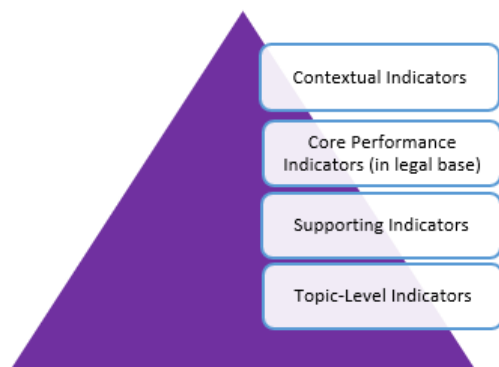 Contextual Indicators
Core Performance
Indicators (in legal base)
Supporting Indicators
Topic-Level Indicators